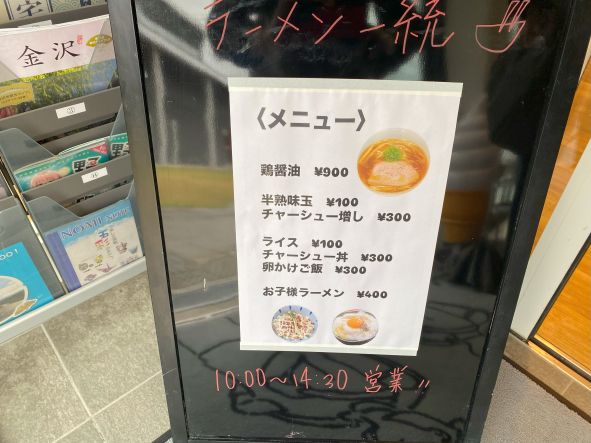 ラーメン一統
〈メニュー〉
鶏醤油 ¥900
半熟味玉 ¥100
チャーシュー増し ¥300
ライス ¥100
チャーシュー丼 ¥300
卵かけご飯 ¥300
お子様ラーメン ¥400
10:00〜14:30 営業
金沢
NOMI